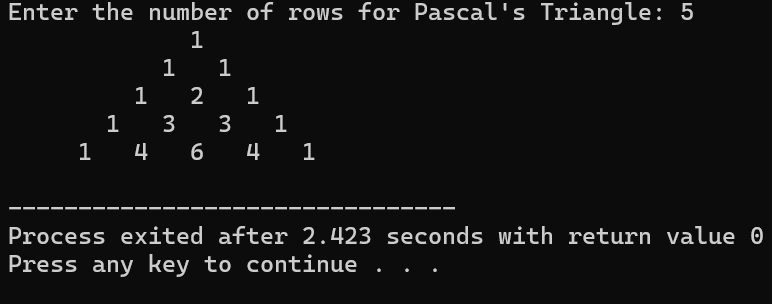 Enter the number of rows for Pascal's Triangle: 5
             1
           1   1
         1   2   1
       1   3   3   1
     1   4   6   4   1

--------------------------------
Process exited after 2.423 seconds with return value 0
Press any key to continue . . .